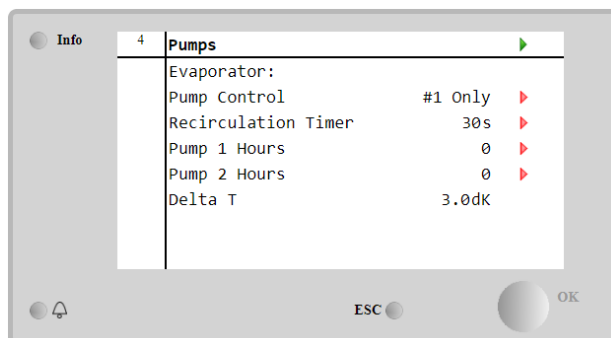 Info
4 Pumps
Evaporator:
Pump Control #1 Only
Recirculation Timer 30s
Pump 1 Hours 0
Pump 2 Hours 0
Delta T 3.0dK
ESC
OK